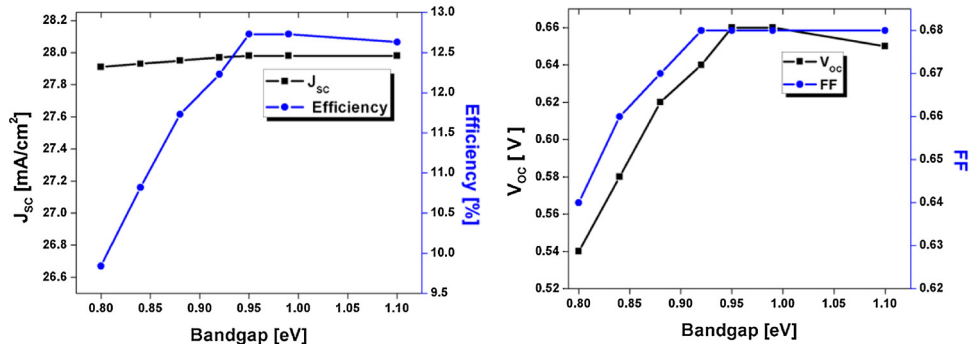 28.2
28.0
27.8
27.6
27.4
27.2
27.0
26.8
26.6
J_SC [mA/cm²]
J_SC
Efficiency
13.0
12.5
12.0
11.5
11.0
10.5
10.0
9.5
Efficiency [%]
0.80 0.85 0.90 0.95 1.00 1.05 1.10
Bandgap [eV]
0.66
0.64
0.62
0.60
0.58
0.56
0.54
0.52
V_OC [ V ]
V_OC
FF
0.68
0.67
0.66
0.65
0.64
0.63
0.62
FF
0.80 0.85 0.90 0.95 1.00 1.05 1.10
Bandgap [eV]